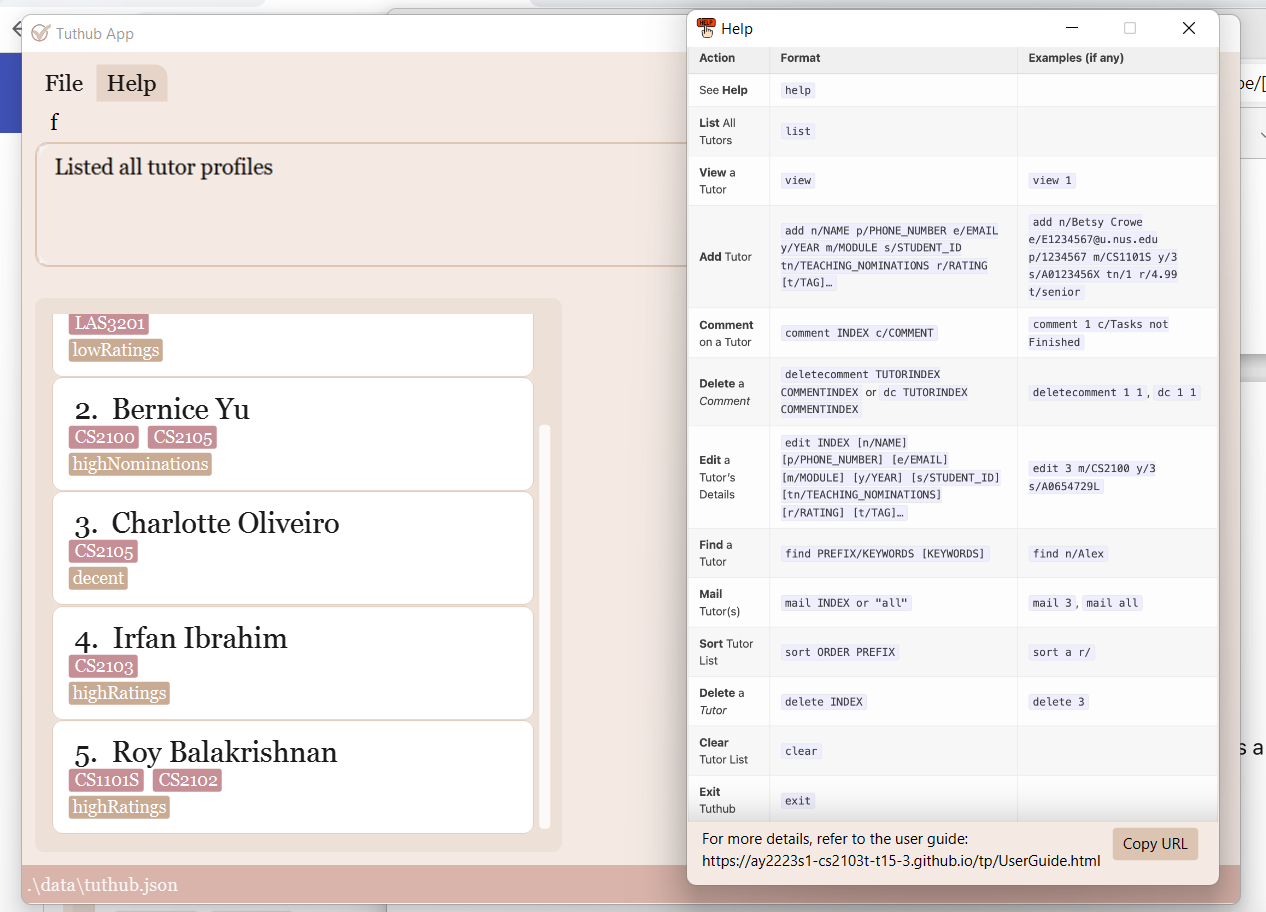 Tuthub App
File Help
f
Listed all tutor profiles
LAS3201
lowRatings
2. Bernice Yu
CS2100 CS2105
highNominations
3. Charlotte Oliveiro
CS2105
decent
4. Irfan Ibrahim
CS2103
highRatings
5. Roy Balakrishnan
CS1101S CS2102
highRatings
.\data\tuthub.json
Help
Action Format Examples (if any)
See Help help
List All
Tutors
list
View a
Tutor
view
view 1
Add Tutor
add n/NAME p/PHONE_NUMBER e/EMAIL
y/YEAR m/MODULE s/STUDENT_ID
tn/TEACHING_NOMINATIONS r/RATING
[t/TAG]…
add n/Betsy Crowe
e/E1234567@u.nus.edu
p/1234567 m/CS1101S y/3
s/A0123456X tn/1 r/4.99
t/senior
Comment
on a Tutor
comment INDEX c/COMMENT
comment 1 c/Tasks not
Finished
Delete a
Comment
deletecomment TUTORINDEX
COMMENTINDEX or dc TUTORINDEX
COMMENTINDEX
deletecomment 1 1 , dc 1 1
Edit a
Tutor's
Details
edit INDEX [n/NAME]
[p/PHONE_NUMBER] [e/EMAIL]
[m/MODULE] [y/YEAR] [s/STUDENT_ID]
[tn/TEACHING_NOMINATIONS]
[r/RATING] [t/TAG]…
edit 3 m/CS2100 y/3
s/A0654729L
Find a
Tutor
find PREFIX/KEYWORDS [KEYWORDS]
find n/Alex
Mail
Tutor(s)
mail INDEX or "all"
mail 3 , mail all
Sort Tutor
List
sort ORDER PREFIX
sort a r/
Delete a
Tutor
delete INDEX
delete 3
Clear
Tutor List
clear
Exit
Tuthub
exit
For more details, refer to the user guide:
https://ay2223s1-cs2103t-t15-3.github.io/tp/UserGuide.html
Copy URL
pe/[
s a